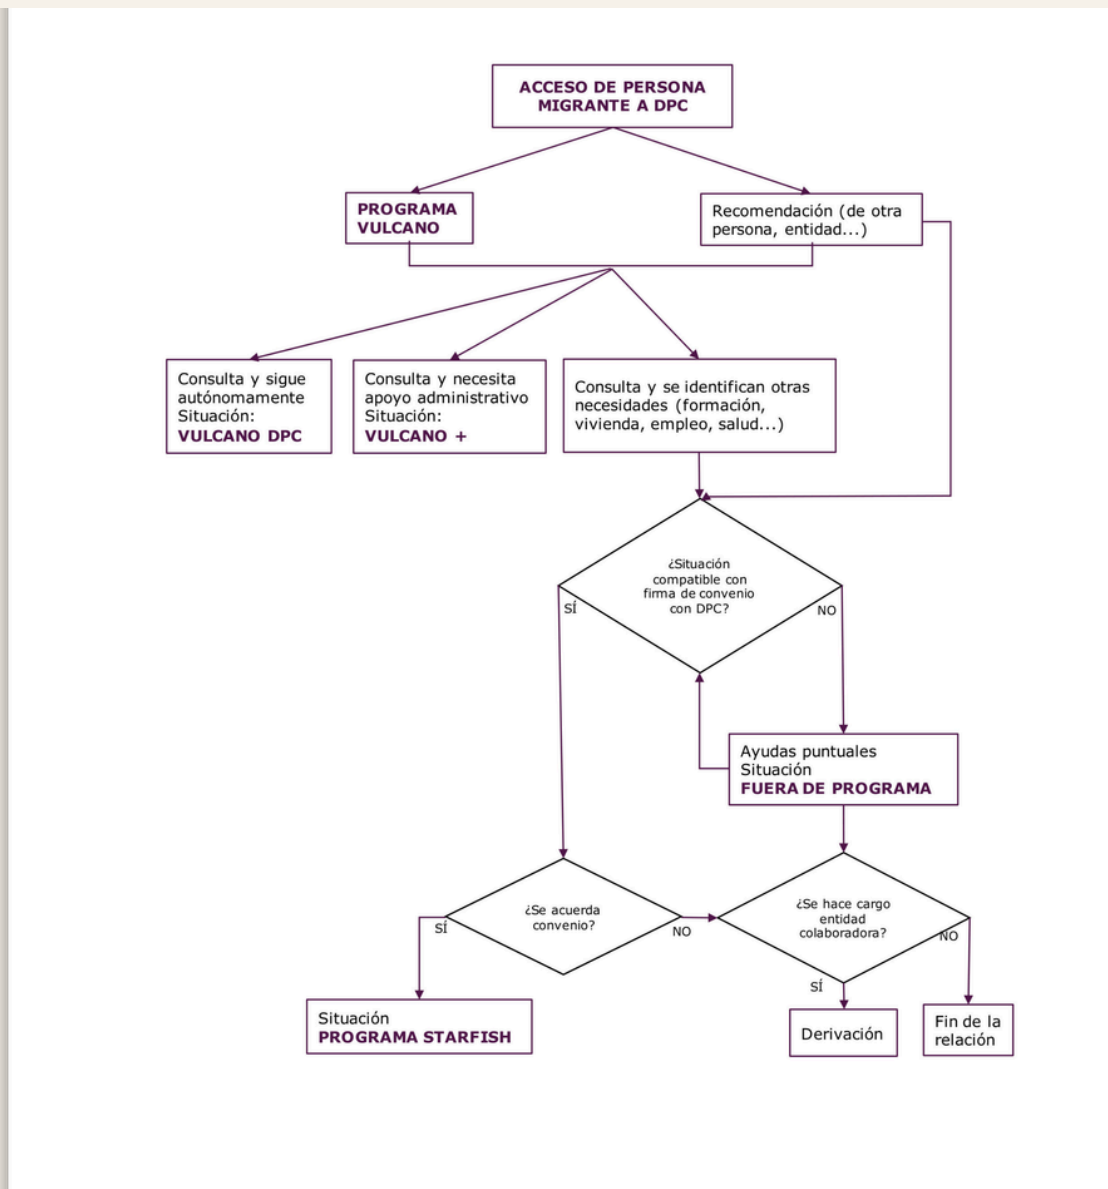 ACCESO DE PERSONA
MIGRANTE A DPC
PROGRAMA
VULCANO
Recomendación (de otra
persona, entidad...)
Consulta y sigue
autónomamente
Situación:
VULCANO DPC
Consulta y necesita
apoyo administrativo
Situación:
VULCANO +
Consulta y se identifican otras
necesidades (formación,
vivienda, empleo, salud...)
¿Situación
compatible con
firma de convenio
con DPC?
SÍ
NO
Ayudas puntuales
Situación
FUERA DE PROGRAMA
¿Se acuerda
convenio?
SÍ
NO
¿Se hace cargo
entidad
colaboradora?
NO
SÍ
Situación
PROGRAMA STARFISH
Derivación
Fin de la
relación